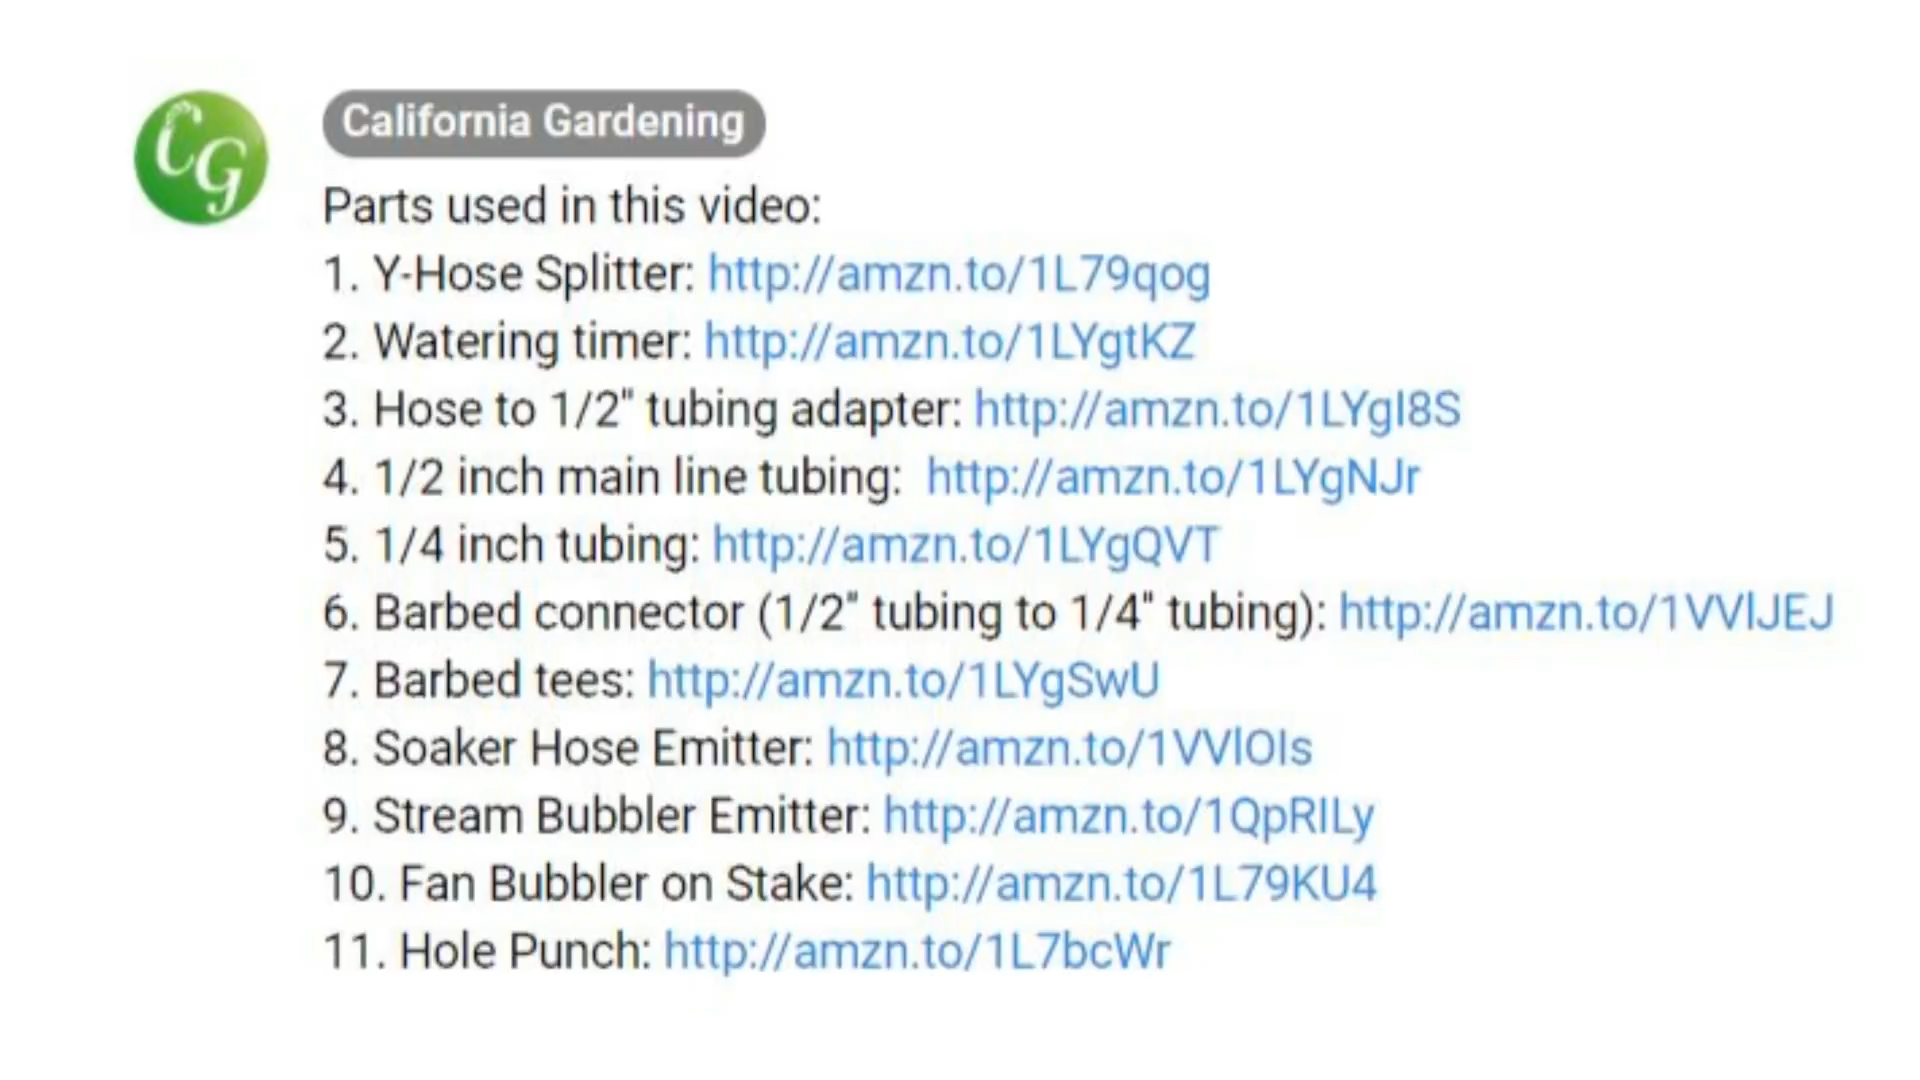 CG
California Gardening
Parts used in this video:
1. Y-Hose Splitter: http://amzn.to/1L79qog
2. Watering timer: http://amzn.to/1LYgtKZ
3. Hose to 1/2" tubing adapter: http://amzn.to/1LYgI8S
4. 1/2 inch main line tubing:  http://amzn.to/1LYgNJr
5. 1/4 inch tubing: http://amzn.to/1LYgQVT
6. Barbed connector (1/2" tubing to 1/4" tubing): http://amzn.to/1VVlJEJ
7. Barbed tees: http://amzn.to/1LYgSwU
8. Soaker Hose Emitter: http://amzn.to/1VVlOIs
9. Stream Bubbler Emitter: http://amzn.to/1QpRILy
10. Fan Bubbler on Stake: http://amzn.to/1L79KU4
11. Hole Punch: http://amzn.to/1L7bcWr